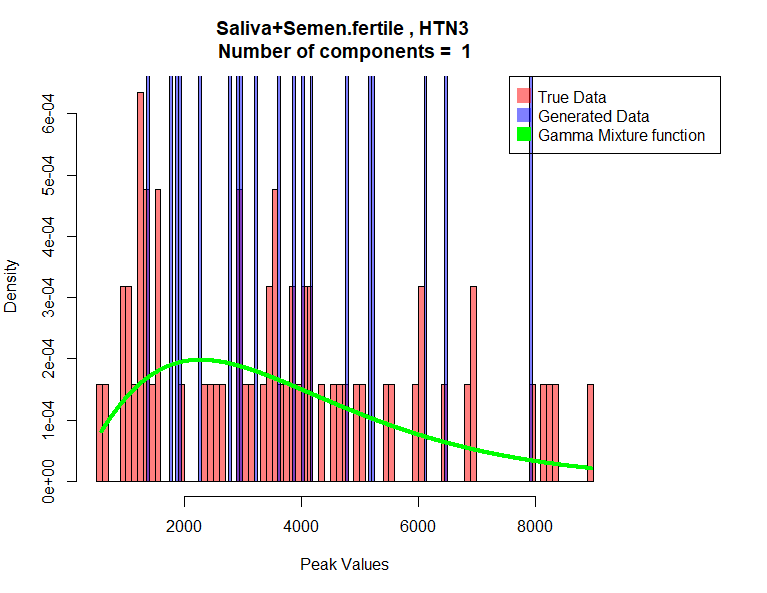 Saliva+Semen.fertile , HTN3
Number of components =  1
True Data
Generated Data
Gamma Mixture function
Density
6e-04
5e-04
4e-04
3e-04
2e-04
1e-04
0e+00
2000 4000 6000 8000
Peak Values